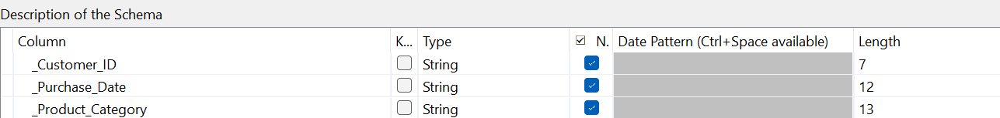 Description of the Schema
Column K... Type N. Date Pattern (Ctrl+Space available) Length
_Customer_ID String 7
_Purchase_Date String 12
_Product_Category String 13